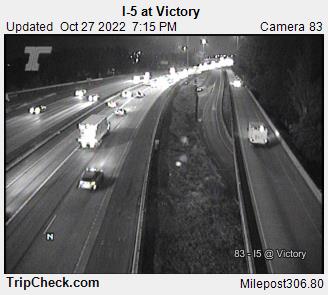 I-5 at Victory
Updated Oct 27 2022 7:15 PM Camera 83
T
N
83 - I5 @ Victory
TripCheck.com Milepost306.80